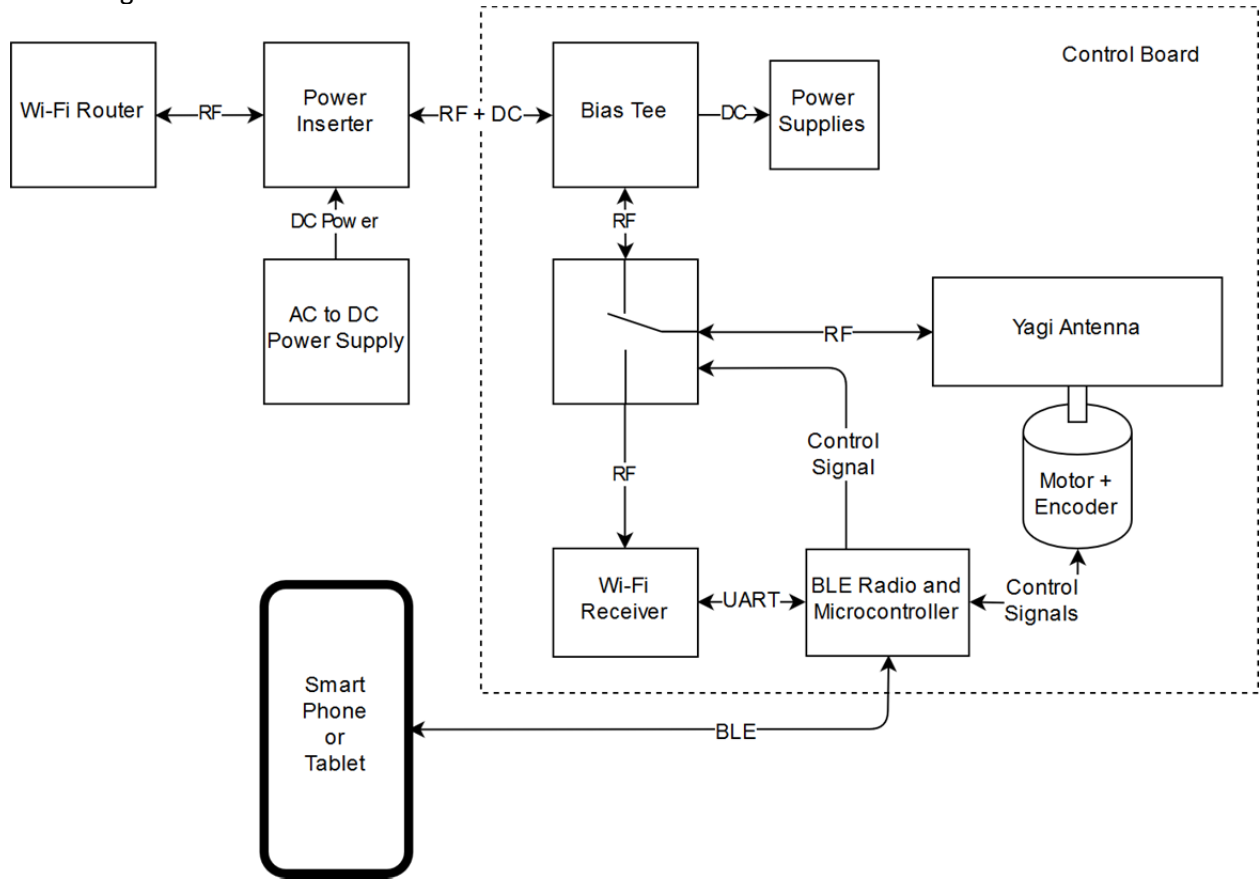 Control Board
Wi-Fi Router
RF
Power
Inserter
RF + DC
Bias Tee
DC
Power
Supplies
DC Power
AC to DC
Power Supply
RF
RF
Yagi Antenna
Control
Signal
Motor +
Encoder
RF
Wi-Fi
Receiver
UART
BLE Radio and
Microcontroller
Control
Signals
Smart
Phone
or
Tablet
BLE